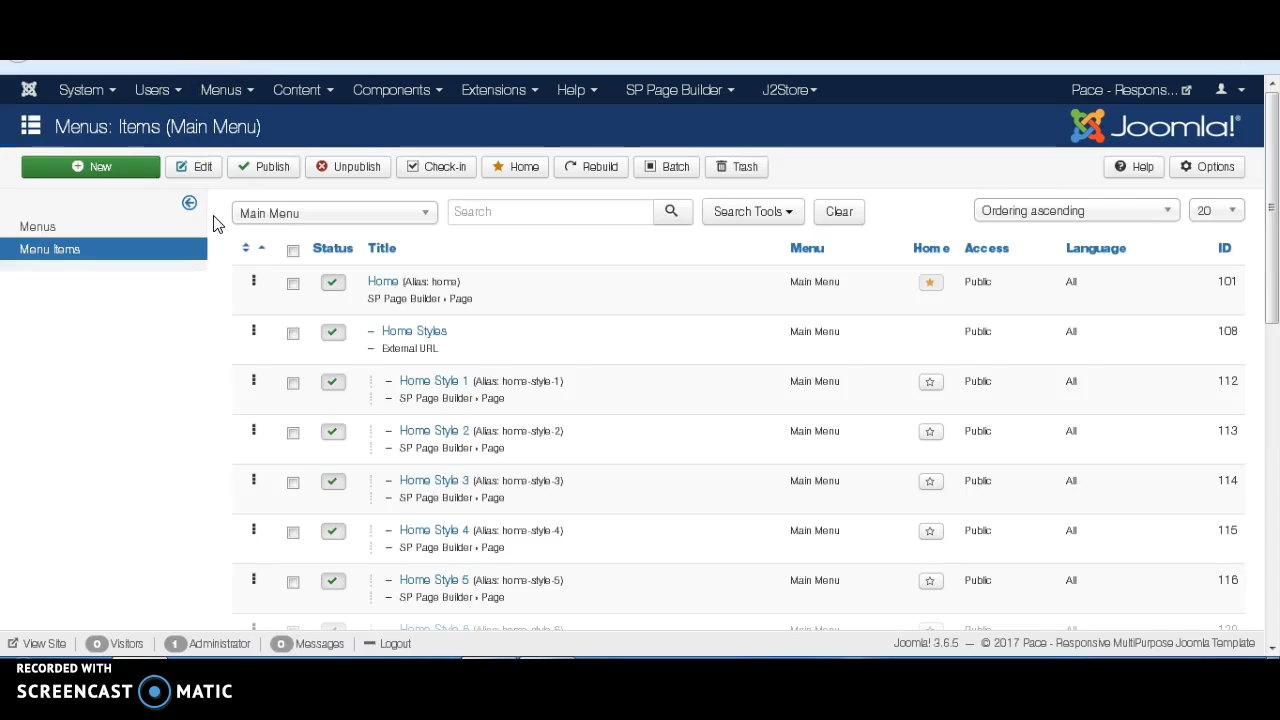 System Users Menus Content Components Extensions Help SP Page Builder J2Store Pace - Respons...
Menus: Items (Main Menu) Joomla!®
New Edit Publish Unpublish Check-in Home Rebuild Batch Trash Help Options
Main Menu Search Search Tools Clear Ordering ascending 20
Menus
Menu Items
Status Title Menu Home Access Language ID
Home (Alias: home) Main Menu Public All 101
SP Page Builder › Page
– Home Styles Main Menu Public All 108
– External URL
– Home Style 1 (Alias: home-style-1) Main Menu Public All 112
– SP Page Builder › Page
– Home Style 2 (Alias: home-style-2) Main Menu Public All 113
– SP Page Builder › Page
– Home Style 3 (Alias: home-style-3) Main Menu Public All 114
– SP Page Builder › Page
– Home Style 4 (Alias: home-style-4) Main Menu Public All 115
– SP Page Builder › Page
– Home Style 5 (Alias: home-style-5) Main Menu Public All 116
– SP Page Builder › Page
View Site 0 Visitors 1 Administrator 0 Messages Logout Joomla! 3.6.5 — © 2017 Pace - Responsive MultiPurpose Joomla Template
RECORDED WITH
SCREENCAST MATIC